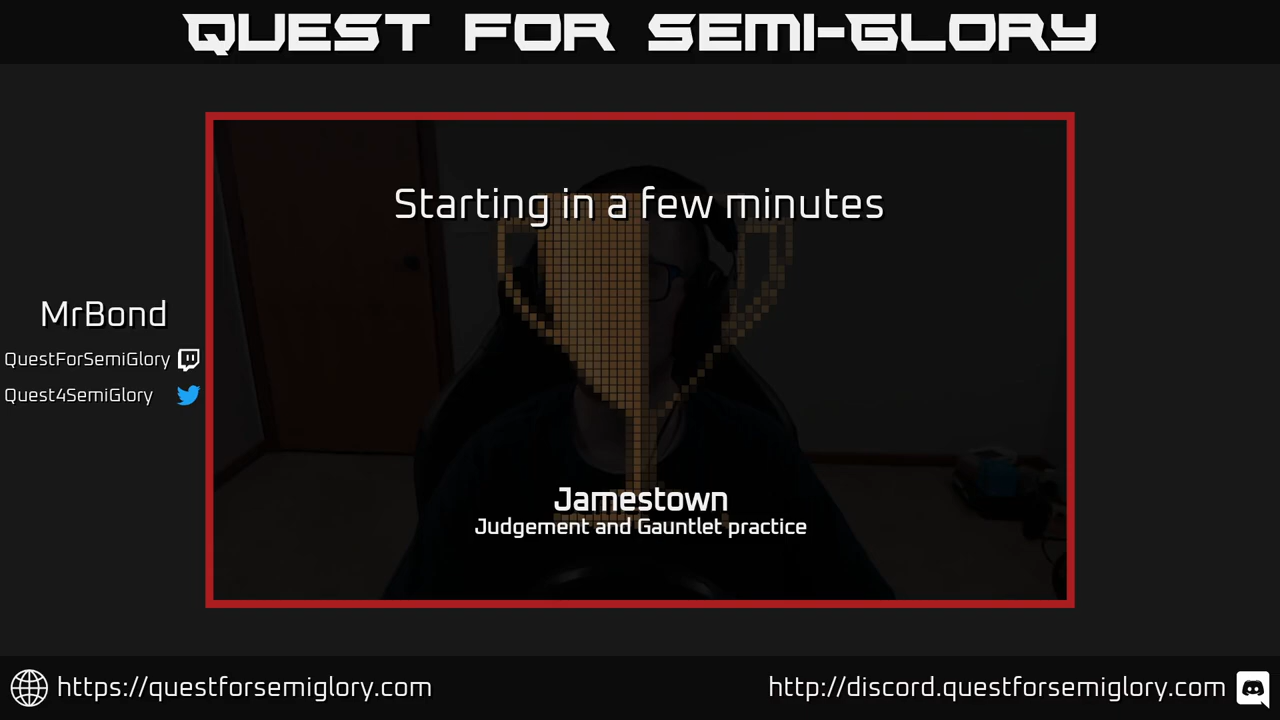 QUEST FOR SEMI-GLORY
Starting in a few minutes
MrBond
QuestForSemiGlory
Quest4SemiGlory
Jamestown
Judgement and Gauntlet practice
https://questforsemiglory.com
http://discord.questforsemiglory.com